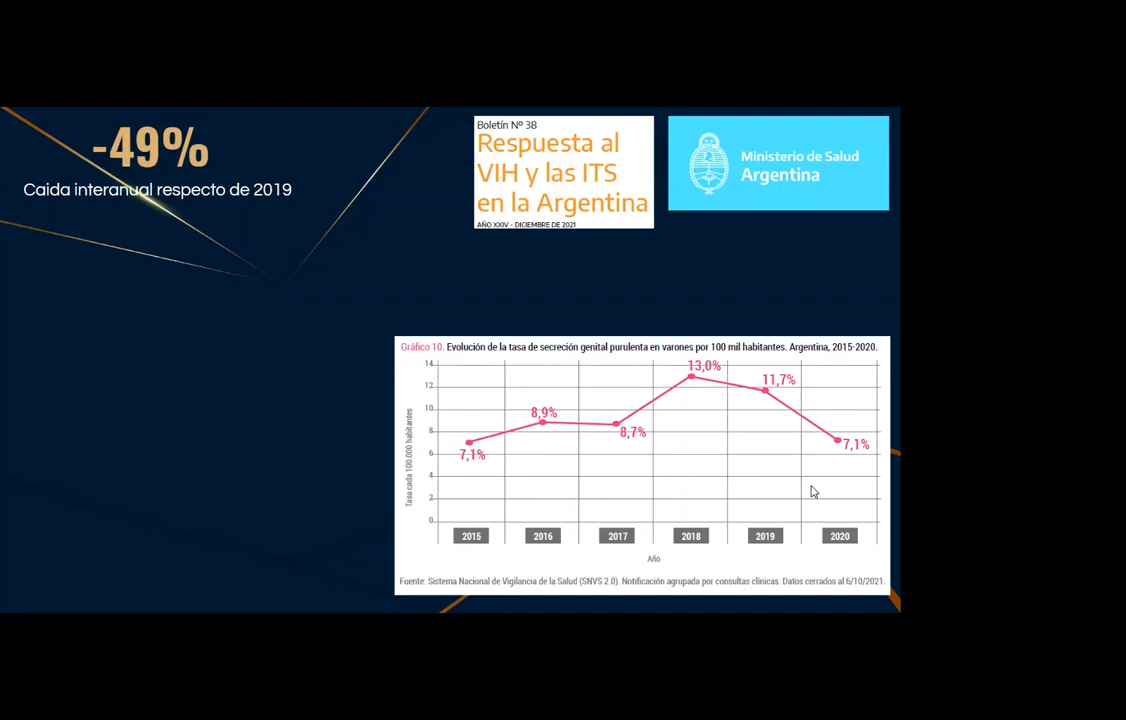 -49%
Caida interanual respecto de 2019
Boletín Nº 38
Respuesta al
VIH y las ITS
en la Argentina
AÑO XXIV - DICIEMBRE DE 2021
Ministerio de Salud
Argentina
Gráfico 10. Evolución de la tasa de secreción genital purulenta en varones por 100 mil habitantes. Argentina, 2015-2020.
Tasa cada 100.000 habitantes
14
12
10
8
6
4
2
0
7,1%
8,9%
8,7%
13,0%
11,7%
7,1%
2015
2016
2017
2018
2019
2020
Año
Fuente: Sistema Nacional de Vigilancia de la Salud (SNVS 2.0). Notificación agrupada por consultas clínicas. Datos cerrados al 6/10/2021.